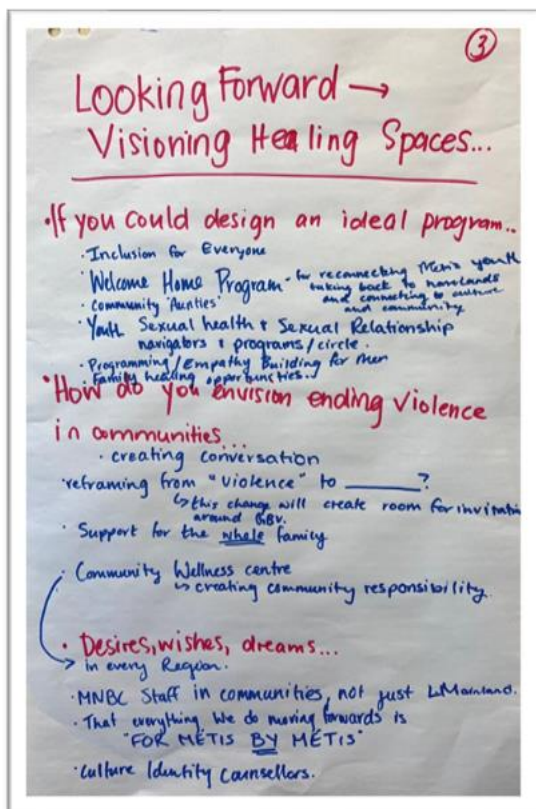 3
Looking Forward →
Visioning Healing Spaces...
·If you could design an ideal program..
· Inclusion for Everyone
· Welcome Home Program - for reconnecting Metis youth
taking back to homelands
and connecting to culture
and community
· Community 'Aunties'
· Youth Sexual health & Sexual Relationship
navigators & programs/circle.
· Programming/Empathy Building for Men
· Family healing opportunities...
·How do you envision ending violence
in communities...
· creating conversation
·reframing from "violence" to ______?
↳ this change will create room for invitation
around GBV.
· Support for the whole family
· Community Wellness centre
↳ creating community responsibility.
· Desires, wishes, dreams...
in every Region.
·MNBC Staff in communities, not just L.Mainland.
· That everything we do moving forwards is
"FOR MÉTIS BY MÉTIS"
· Culture Identity Counsellors.